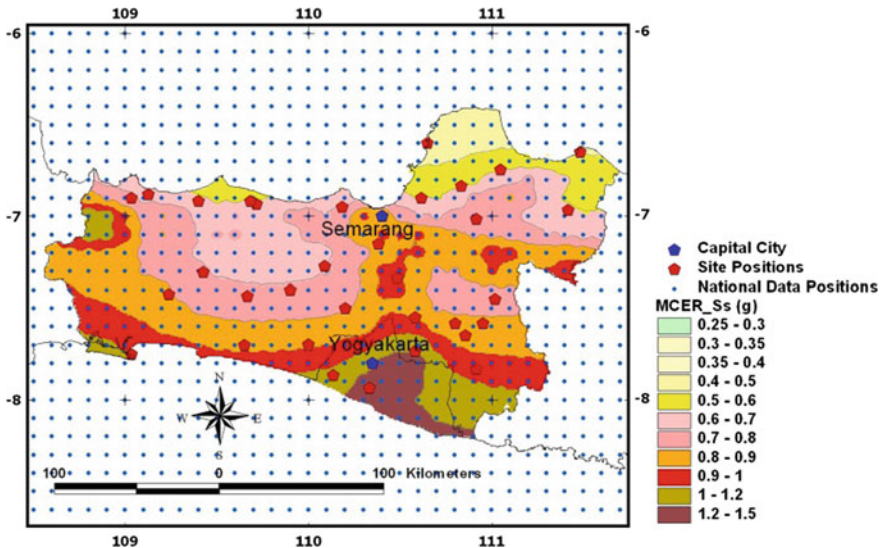 109 110 111
-6 -6
-7 -7
Semarang
Yogyakarta
-8 -8
N
W E
S
100 0 100 Kilometers
109 110 111
Capital City
Site Positions
National Data Positions
MCER_Ss (g)
0.25 - 0.3
0.3 - 0.35
0.35 - 0.4
0.4 - 0.5
0.5 - 0.6
0.6 - 0.7
0.7 - 0.8
0.8 - 0.9
0.9 - 1
1 - 1.2
1.2 - 1.5